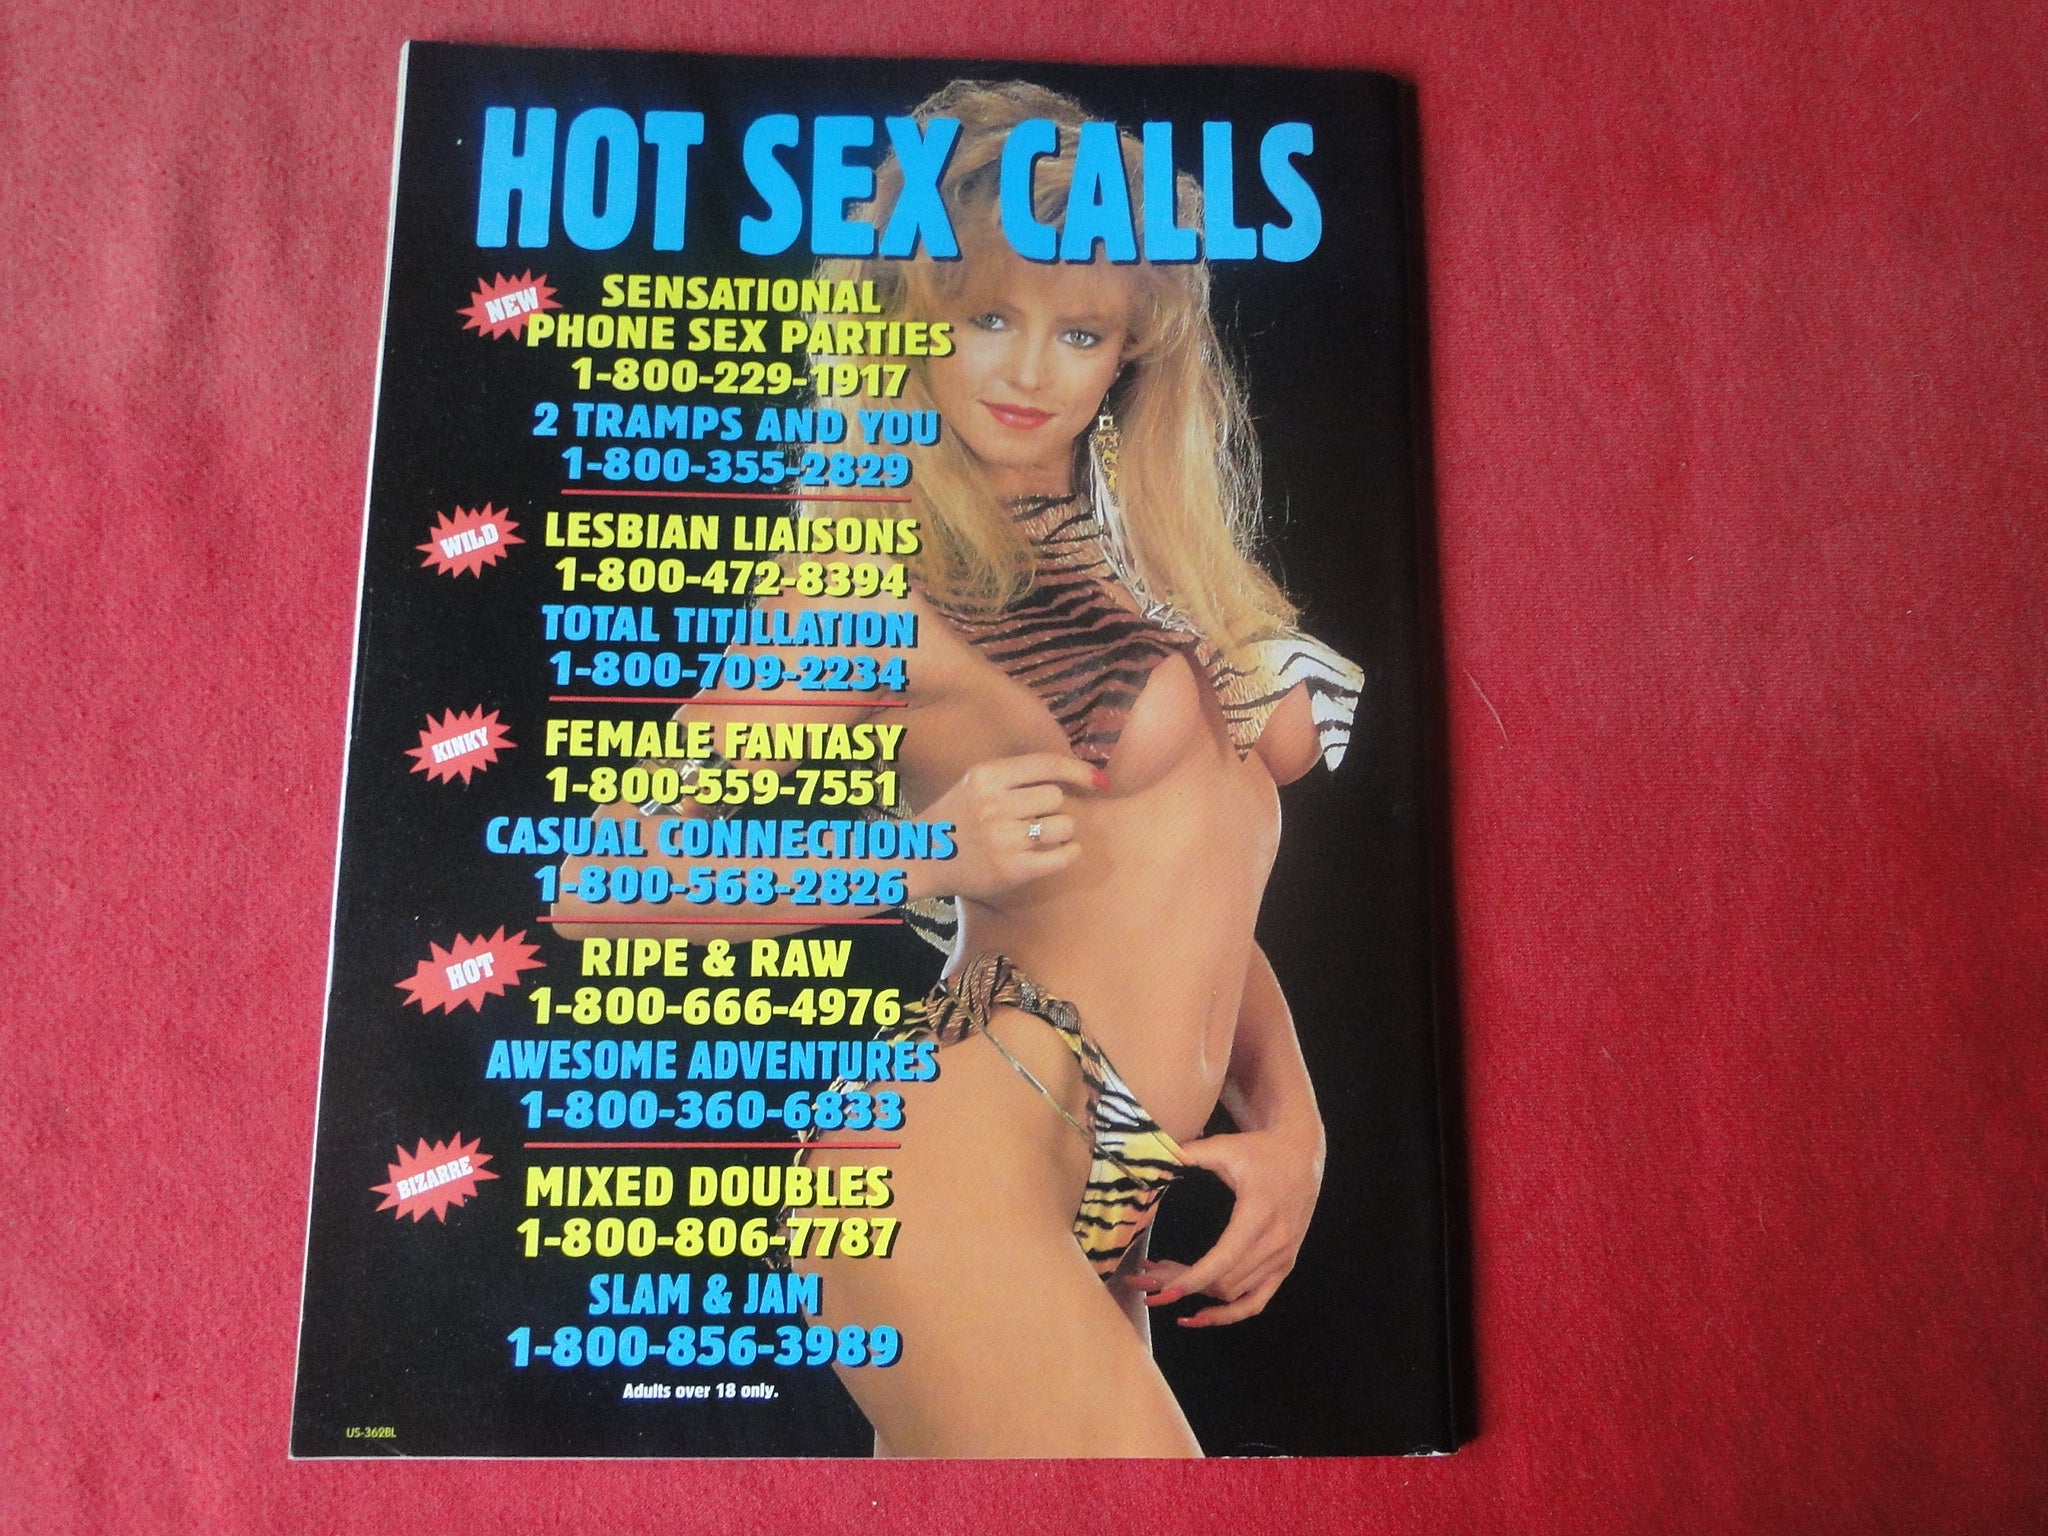 HOT SEX CALLS
NEW
SENSATIONAL
PHONE SEX PARTIES
1-800-229-1917
2 TRAMPS AND YOU
1-800-355-2829
WILD
LESBIAN LIAISONS
1-800-472-8394
TOTAL TITILLATION
1-800-709-2234
KINKY
FEMALE FANTASY
1-800-559-7551
CASUAL CONNECTIONS
1-800-568-2826
HOT
RIPE & RAW
1-800-666-4976
AWESOME ADVENTURES
1-800-360-6833
BIZARRE
MIXED DOUBLES
1-800-806-7787
SLAM & JAM
1-800-856-3989
Adults over 18 only.
US-362BL